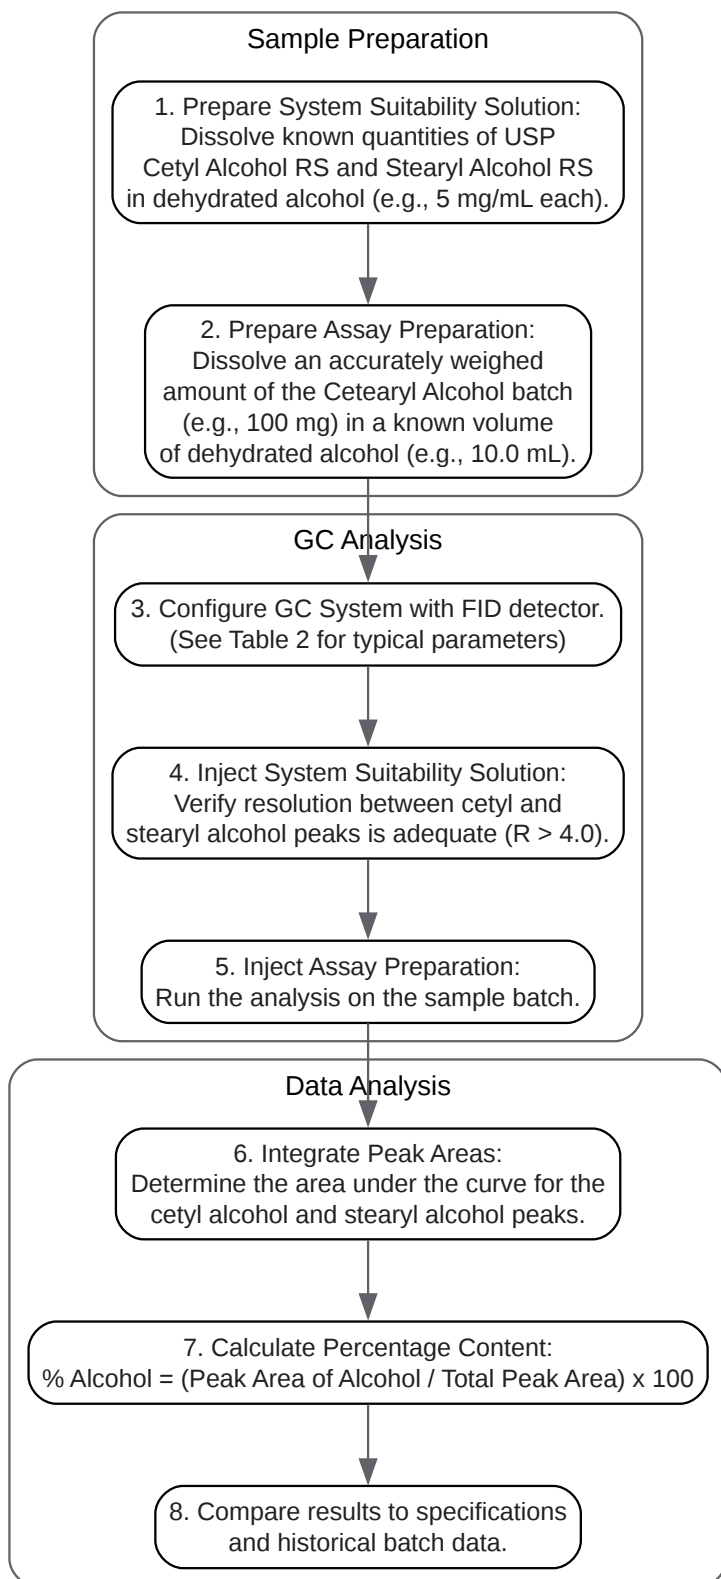 Sample Preparation
1. Prepare System Suitability Solution:
Dissolve known quantities of USP
Cetyl Alcohol RS and Stearyl Alcohol RS
in dehydrated alcohol (e.g., 5 mg/mL each).
2. Prepare Assay Preparation:
Dissolve an accurately weighed
amount of the Cetearyl Alcohol batch
(e.g., 100 mg) in a known volume
of dehydrated alcohol (e.g., 10.0 mL).
GC Analysis
3. Configure GC System with FID detector.
(See Table 2 for typical parameters)
4. Inject System Suitability Solution:
Verify resolution between cetyl and
stearyl alcohol peaks is adequate (R > 4.0).
5. Inject Assay Preparation:
Run the analysis on the sample batch.
Data Analysis
6. Integrate Peak Areas:
Determine the area under the curve for the
cetyl alcohol and stearyl alcohol peaks.
7. Calculate Percentage Content:
% Alcohol = (Peak Area of Alcohol / Total Peak Area) x 100
8. Compare results to specifications
and historical batch data.